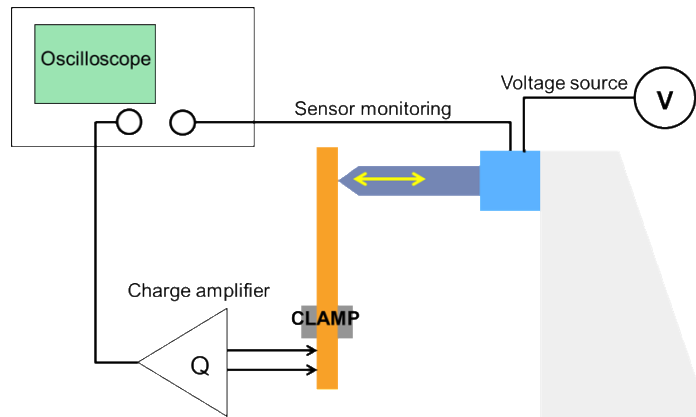 Oscilloscope
Voltage source
V
Sensor monitoring
Charge amplifier
CLAMP
Q